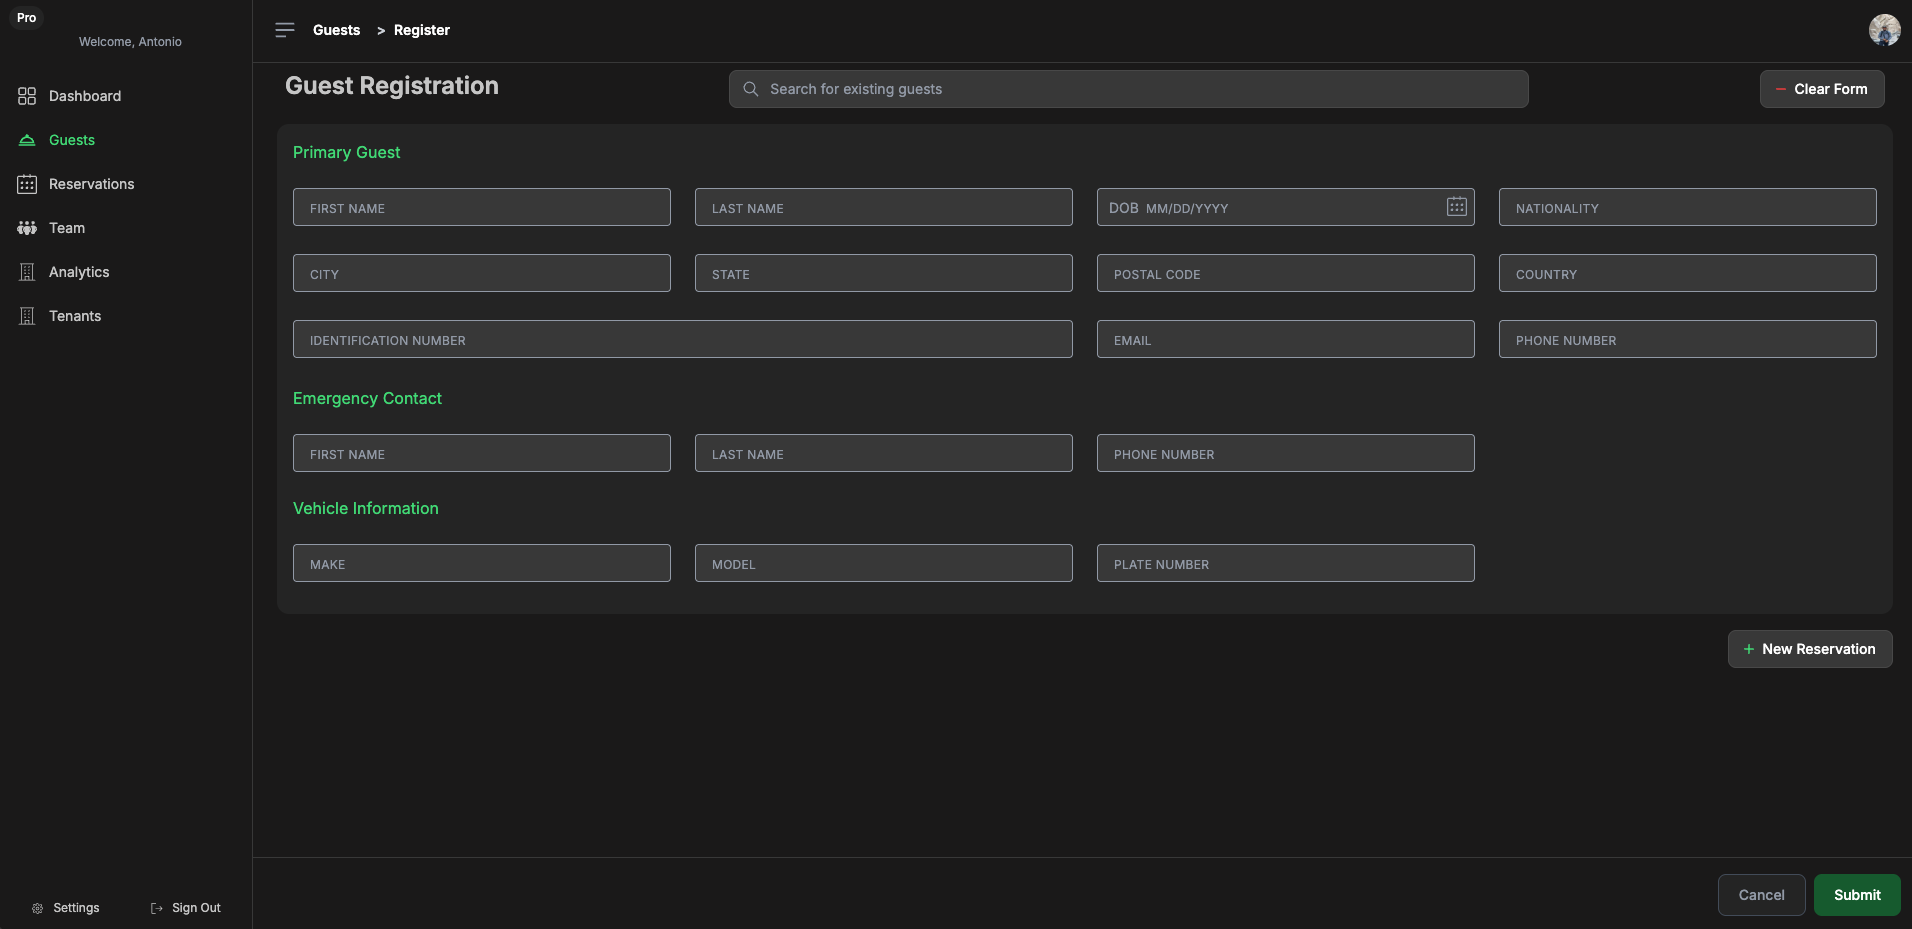 Pro
Welcome, Antonio
Dashboard
Guests
Reservations
Team
Analytics
Tenants
Settings
Sign Out
Guests > Register
Guest Registration
Search for existing guests
Clear Form
Primary Guest
FIRST NAME
LAST NAME
DOB MM/DD/YYYY
NATIONALITY
CITY
STATE
POSTAL CODE
COUNTRY
IDENTIFICATION NUMBER
EMAIL
PHONE NUMBER
Emergency Contact
FIRST NAME
LAST NAME
PHONE NUMBER
Vehicle Information
MAKE
MODEL
PLATE NUMBER
+ New Reservation
Cancel
Submit